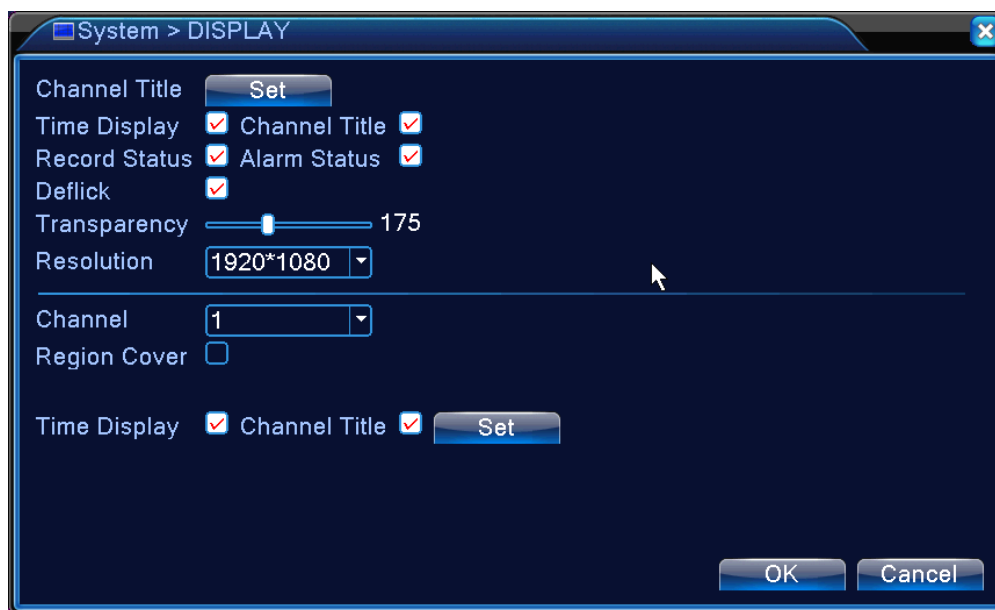 System > DISPLAY
Channel Title Set
Time Display Channel Title
Record Status Alarm Status
Deflick
Transparency 175
Resolution 1920*1080
Channel 1
Region Cover
Time Display Channel Title Set
OK Cancel